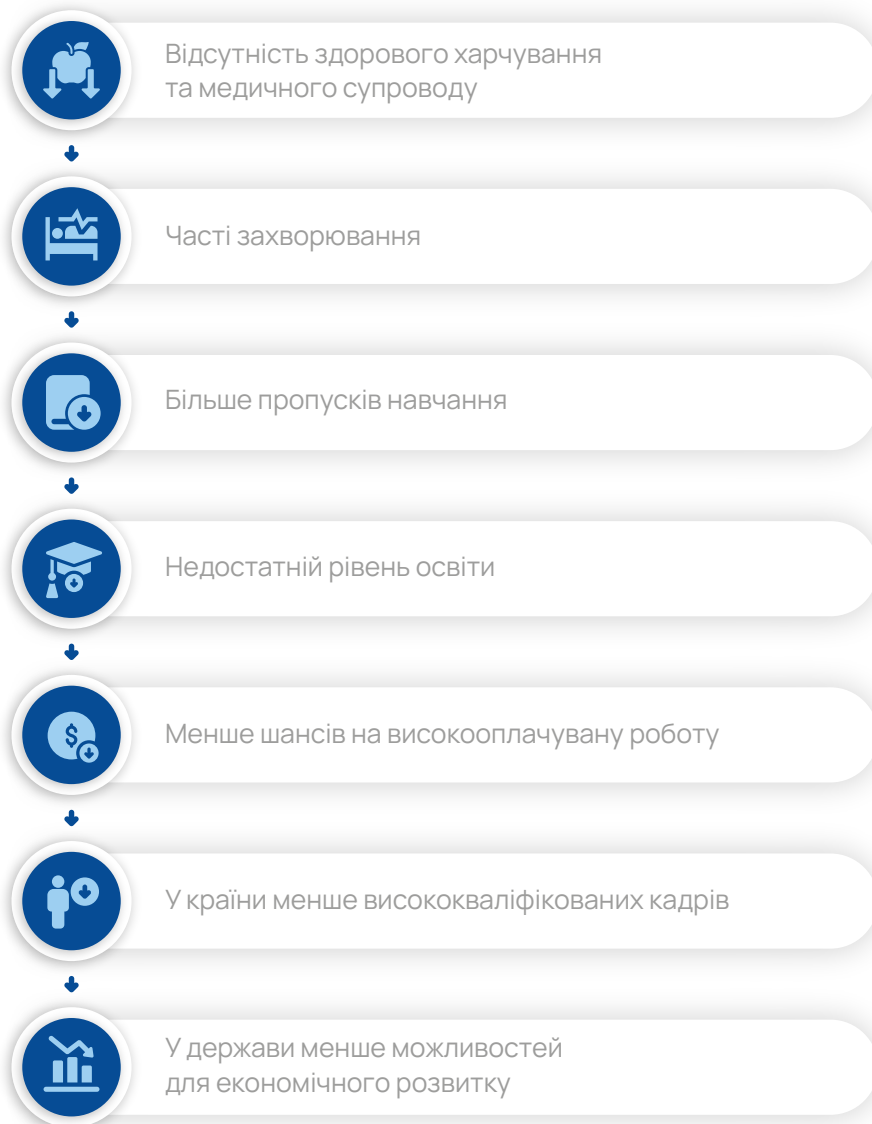 Відсутність здорового харчування
та медичного супроводу
Часті захворювання
Більше пропусків навчання
Недостатній рівень освіти
$
Менше шансів на високооплачувану роботу
У країни менше висококваліфікованих кадрів
У держави менше можливостей
для економічного розвитку